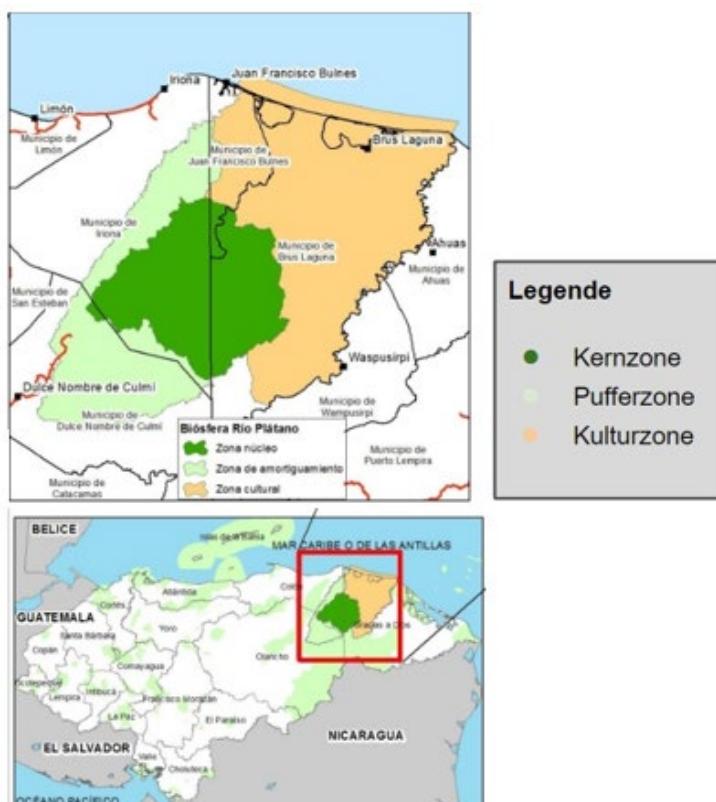 Juan Francisco Bulnes
Iriona
Limón
Municipio de
Limón
Municipio de
Juan Francisco Bulnes
Brus Laguna
Municipio de
Iriona
Municipio de
Brus Laguna
Ahuas
Municipio de
Ahuas
Municipio de
San Esteban
Waspusirpi
Dulce Nombre de Culmí
Municipio de
Wampusirpi
Municipio de
Dulce Nombre de Culmí
Municipio de
Puerto Lempira
Municipio de
Catacamas
Biósfera Río Plátano
Zona núcleo
Zona de amortiguamiento
Zona cultural
Legende
Kernzone
Pufferzone
Kulturzone
BELICE
Islas de la Bahía
MAR CARIBE O DE LAS ANTILLAS
Cortés
Atlántida
Colón
GUATEMALA
Santa Bárbara
Yoro
Gracias a Dios
Copán
Comayagua
Olancho
Ocotepeque
Lempira
Intibucá
Francisco Morazán
La Paz
El Paraíso
EL SALVADOR
Valle
Choluteca
NICARAGUA
OCÉANO PACÍFICO